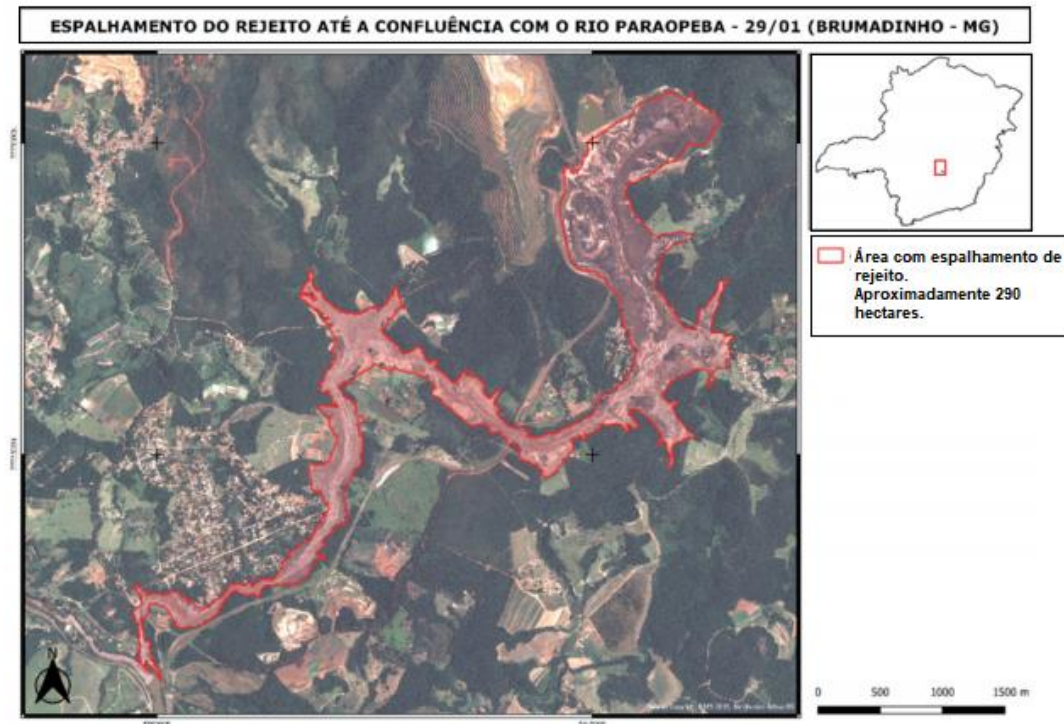 ESPALHAMENTO DO REJEITO ATÉ A CONFLUÊNCIA COM O RIO PARAOPEBA - 29/01 (BRUMADINHO - MG)
Área com espalhamento de
rejeito.
Aproximadamente 290
hectares.
N
0 500 1000 1500 m